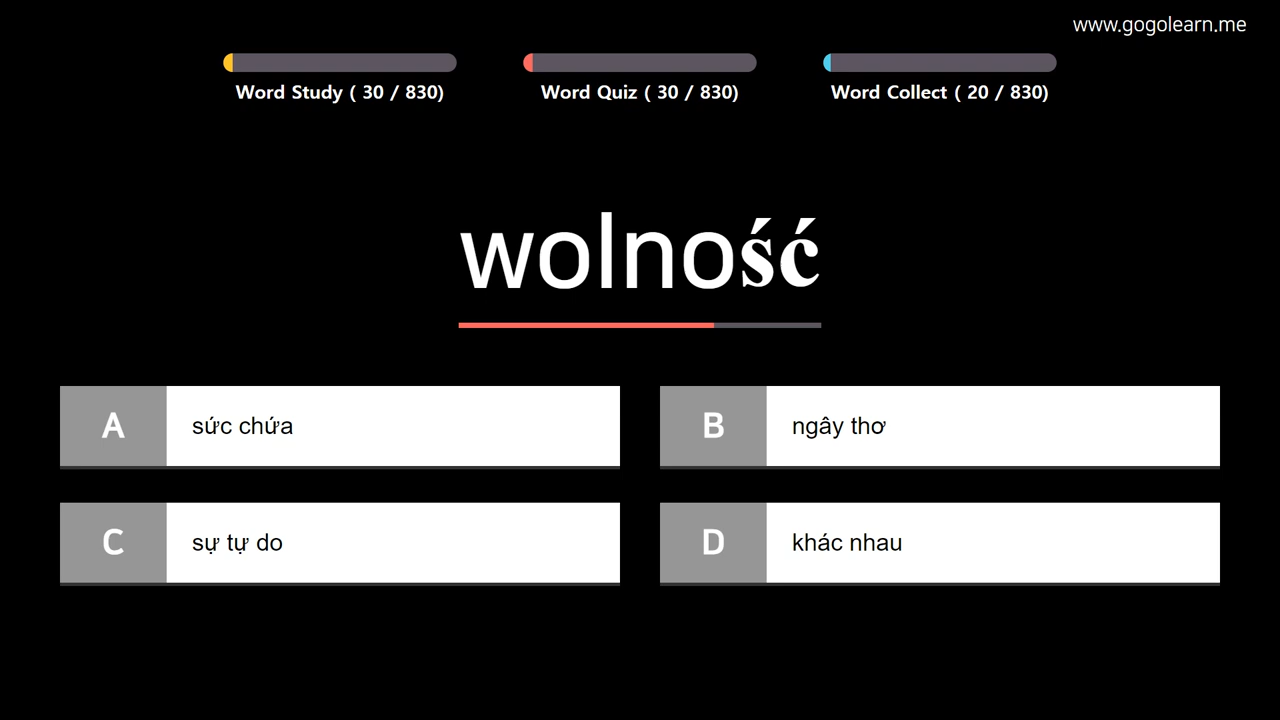 www.gogolearn.me
Word Study ( 30 / 830)
Word Quiz ( 30 / 830)
Word Collect ( 20 / 830)
wolność
A sức chứa
B ngây thơ
C sự tự do
D khác nhau